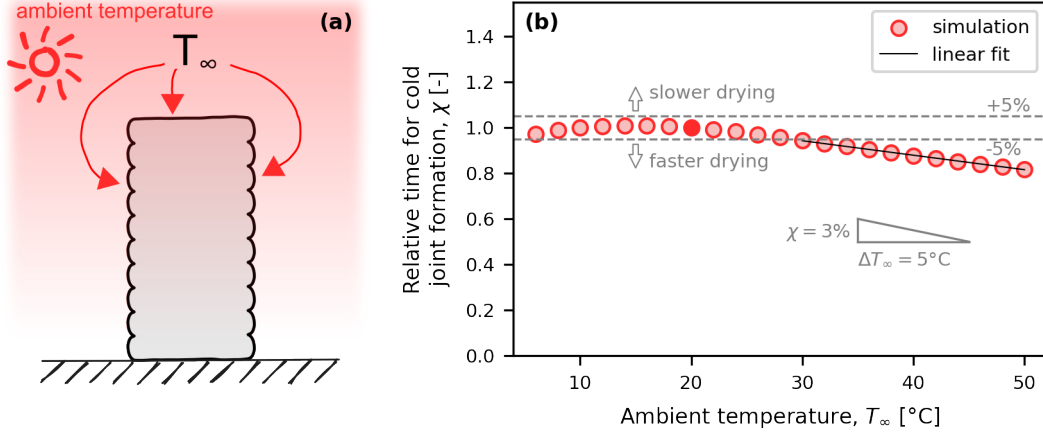 ambient temperature
(a)
T∞
(b)
simulation
linear fit
slower drying
+5%
-5%
faster drying
χ = 3%
ΔT∞ = 5°C
Relative time for cold
joint formation, χ [-]
1.4
1.2
1.0
0.8
0.6
0.4
0.2
0.0
10
20
30
40
50
Ambient temperature, T∞ [°C]